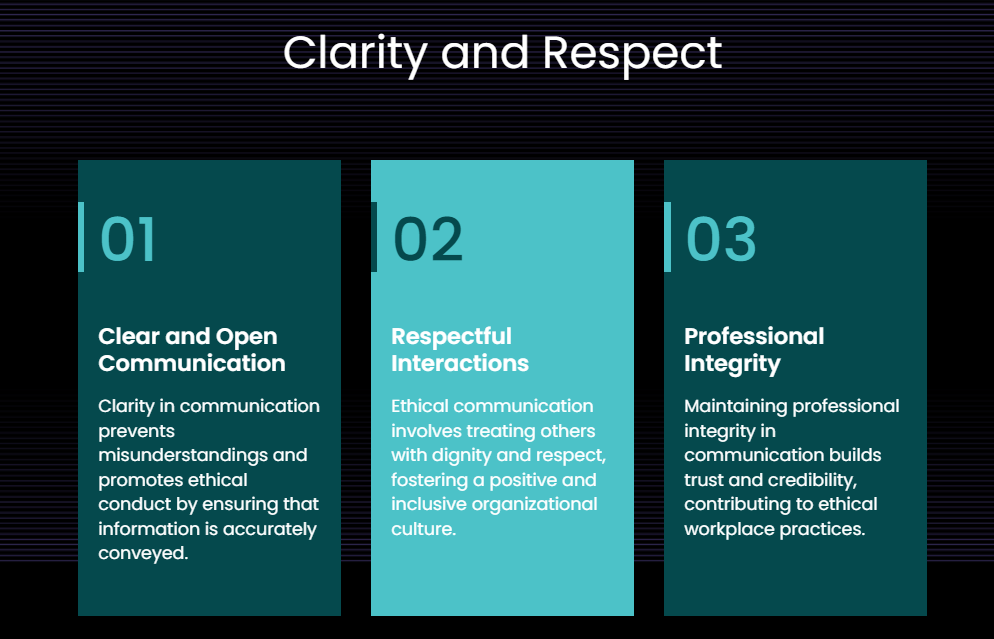 Clarity and Respect
01
Clear and Open
Communication
Clarity in communication
prevents
misunderstandings and
promotes ethical
conduct by ensuring that
information is accurately
conveyed.
02
Respectful
Interactions
Ethical communication
involves treating others
with dignity and respect,
fostering a positive and
inclusive organizational
culture.
03
Professional
Integrity
Maintaining professional
integrity in
communication builds
trust and credibility,
contributing to ethical
workplace practices.